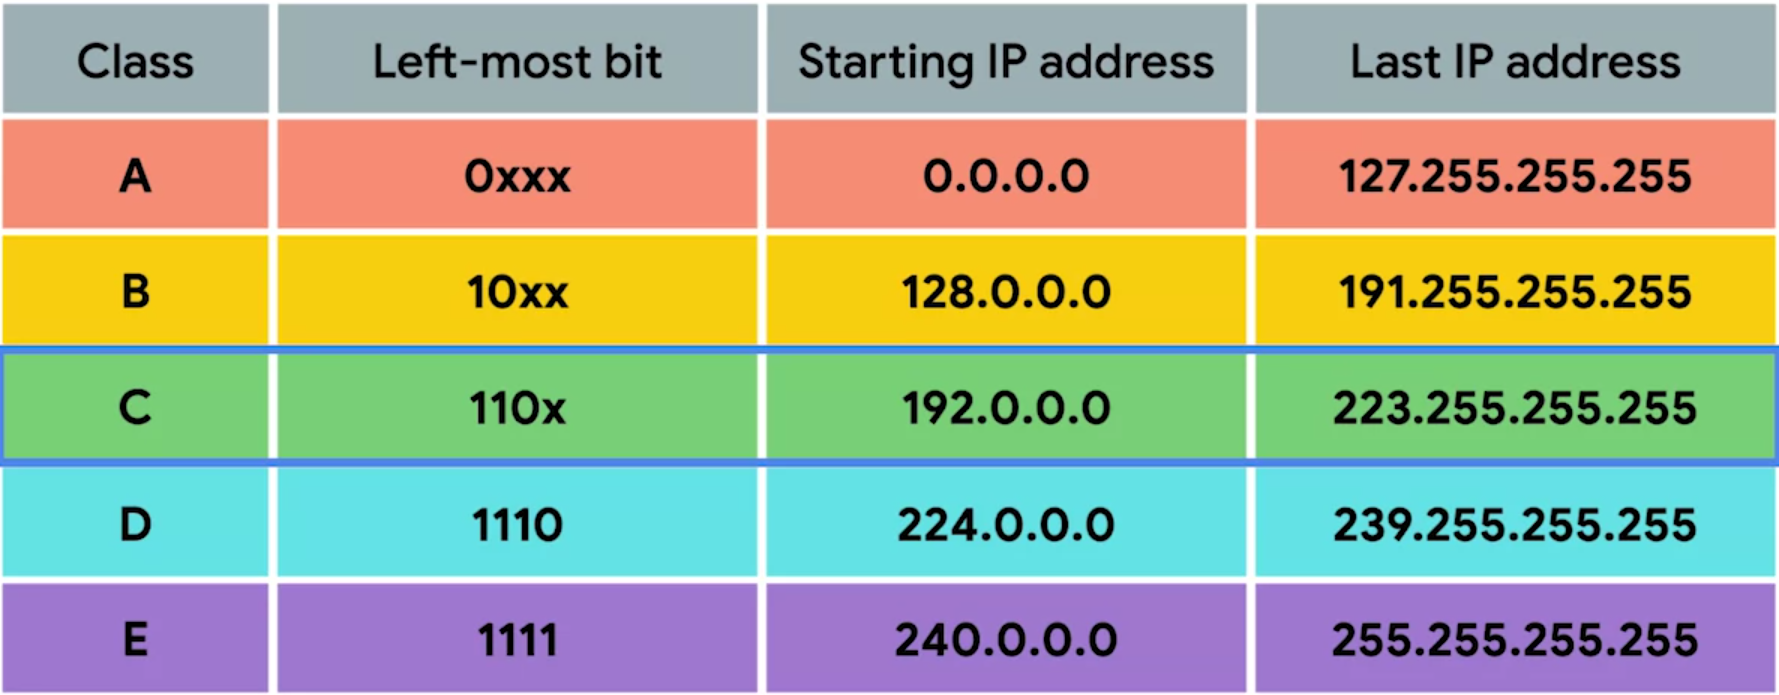 Class Left-most bit Starting IP address Last IP address
A 0xxx 0.0.0.0 127.255.255.255
B 10xx 128.0.0.0 191.255.255.255
C 110x 192.0.0.0 223.255.255.255
D 1110 224.0.0.0 239.255.255.255
E 1111 240.0.0.0 255.255.255.255